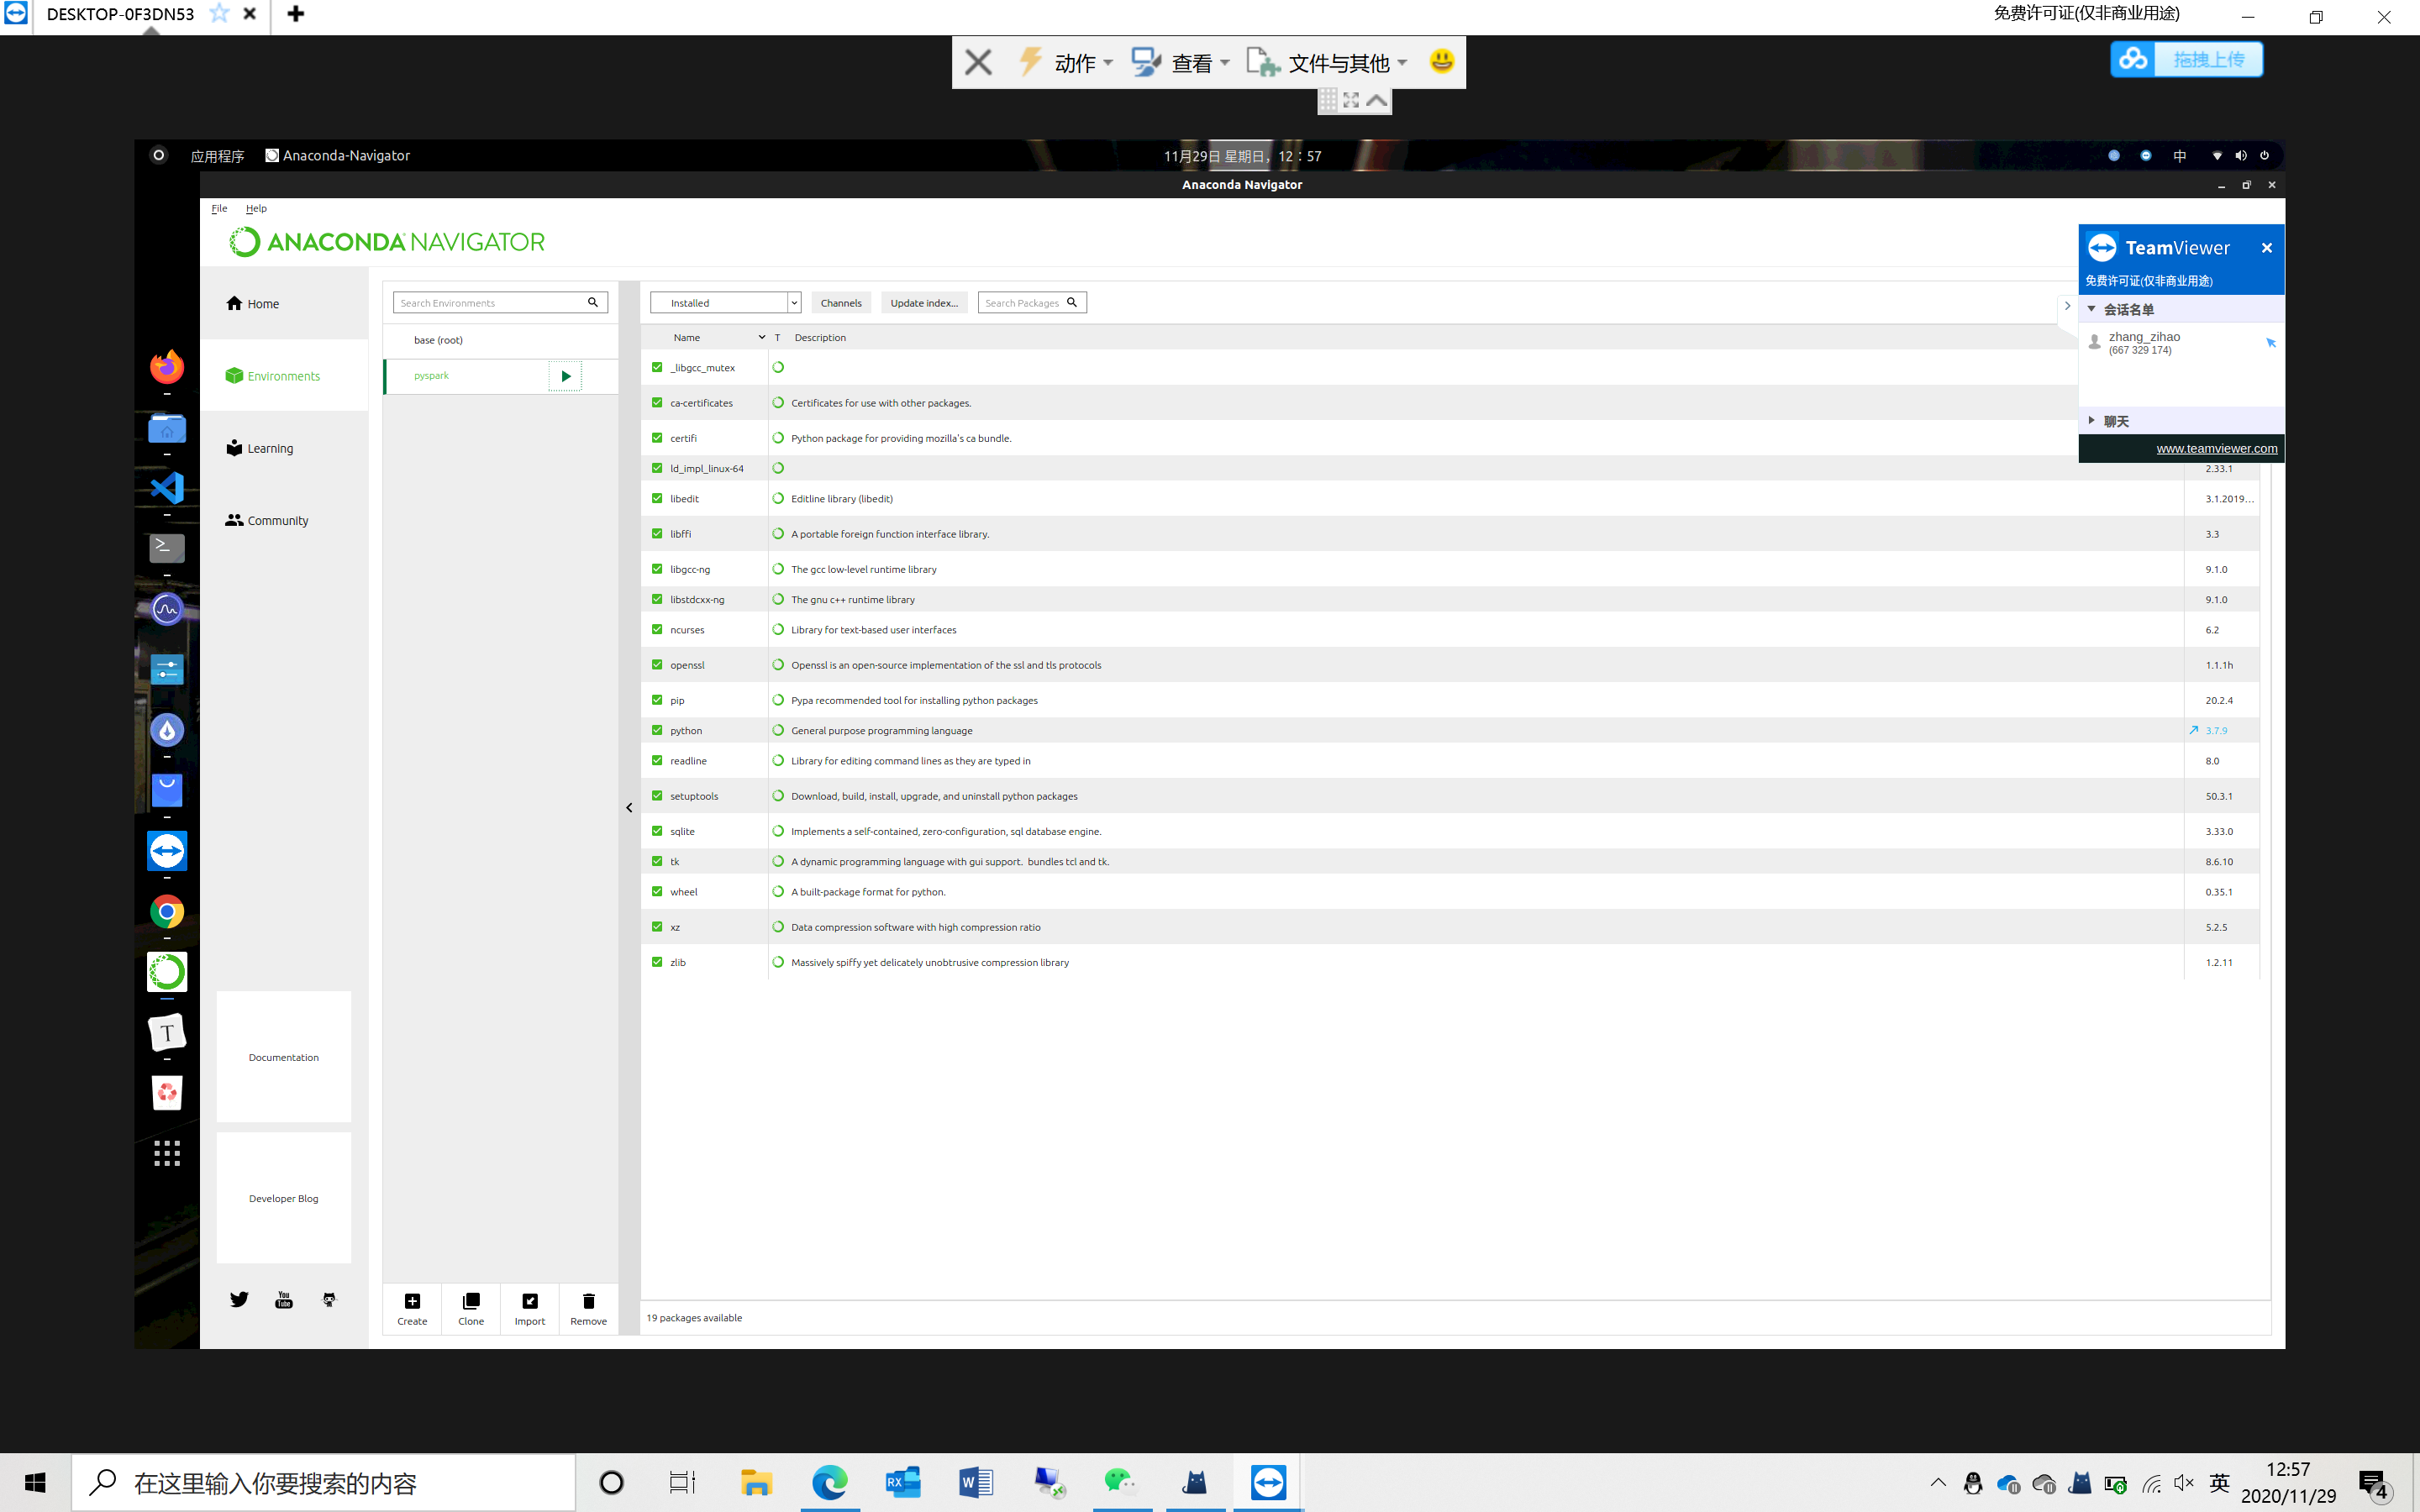 DESKTOP-0F3DN53
免费许可证(仅非商业用途)
动作
查看
文件与其他
拖拽上传
应用程序
Anaconda-Navigator
11月29日 星期日，12：57
中
Anaconda Navigator
File
Help
ANACONDA NAVIGATOR
TeamViewer
免费许可证(仅非商业用途)
会话名单
zhang_zihao
(667 329 174)
聊天
www.teamviewer.com
Home
Environments
Learning
Community
Documentation
Developer Blog
You
Tube
Search Environments
base (root)
pyspark
Create
Clone
Import
Remove
Installed
Channels
Update index...
Search Packages
Name
T
Description
_libgcc_mutex
ca-certificates
Certificates for use with other packages.
certifi
Python package for providing mozilla's ca bundle.
ld_impl_linux-64
2.33.1
libedit
Editline library (libedit)
3.1.2019...
libffi
A portable foreign function interface library.
3.3
libgcc-ng
The gcc low-level runtime library
9.1.0
libstdcxx-ng
The gnu c++ runtime library
9.1.0
ncurses
Library for text-based user interfaces
6.2
openssl
Openssl is an open-source implementation of the ssl and tls protocols
1.1.1h
pip
Pypa recommended tool for installing python packages
20.2.4
python
General purpose programming language
3.7.9
readline
Library for editing command lines as they are typed in
8.0
setuptools
Download, build, install, upgrade, and uninstall python packages
50.3.1
sqlite
Implements a self-contained, zero-configuration, sql database engine.
3.33.0
tk
A dynamic programming language with gui support. bundles tcl and tk.
8.6.10
wheel
A built-package format for python.
0.35.1
xz
Data compression software with high compression ratio
5.2.5
zlib
Massively spiffy yet delicately unobtrusive compression library
1.2.11
19 packages available
T
在这里输入你要搜索的内容
RX
W
英
12:57
2020/11/29
4